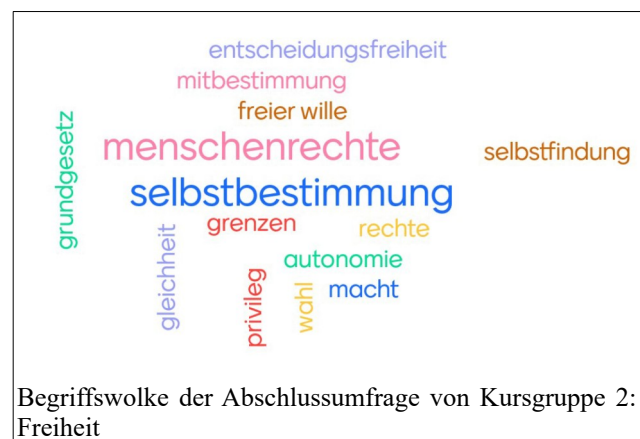 entscheidungsfreiheit
mitbestimmung
freier wille
grundgesetz
menschenrechte
selbstfindung
selbstbestimmung
grenzen
rechte
gleichheit
autonomie
privileg
wahl
macht
Begriffswolke der Abschlussumfrage von Kursgruppe 2:
Freiheit